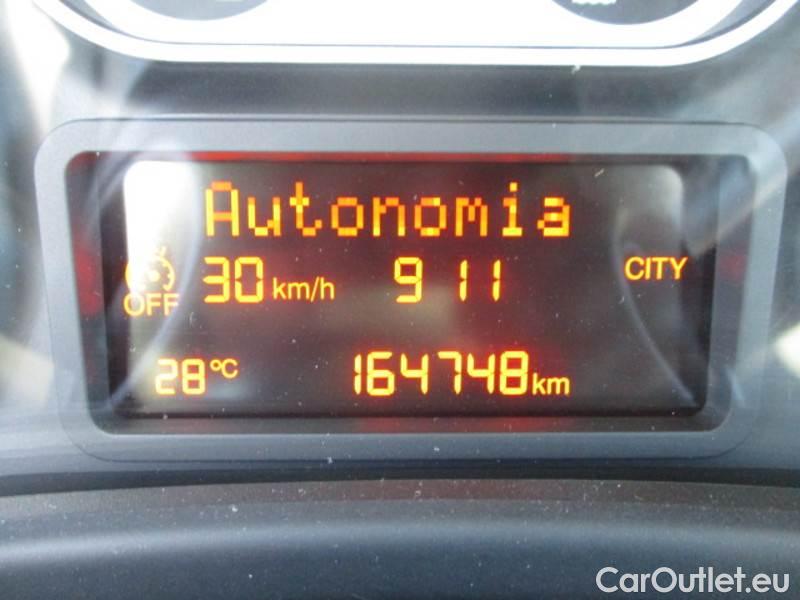 Autonomia
30 km/h 911 CITY
OFF
28 °C 164748 km
CarOutlet.eu